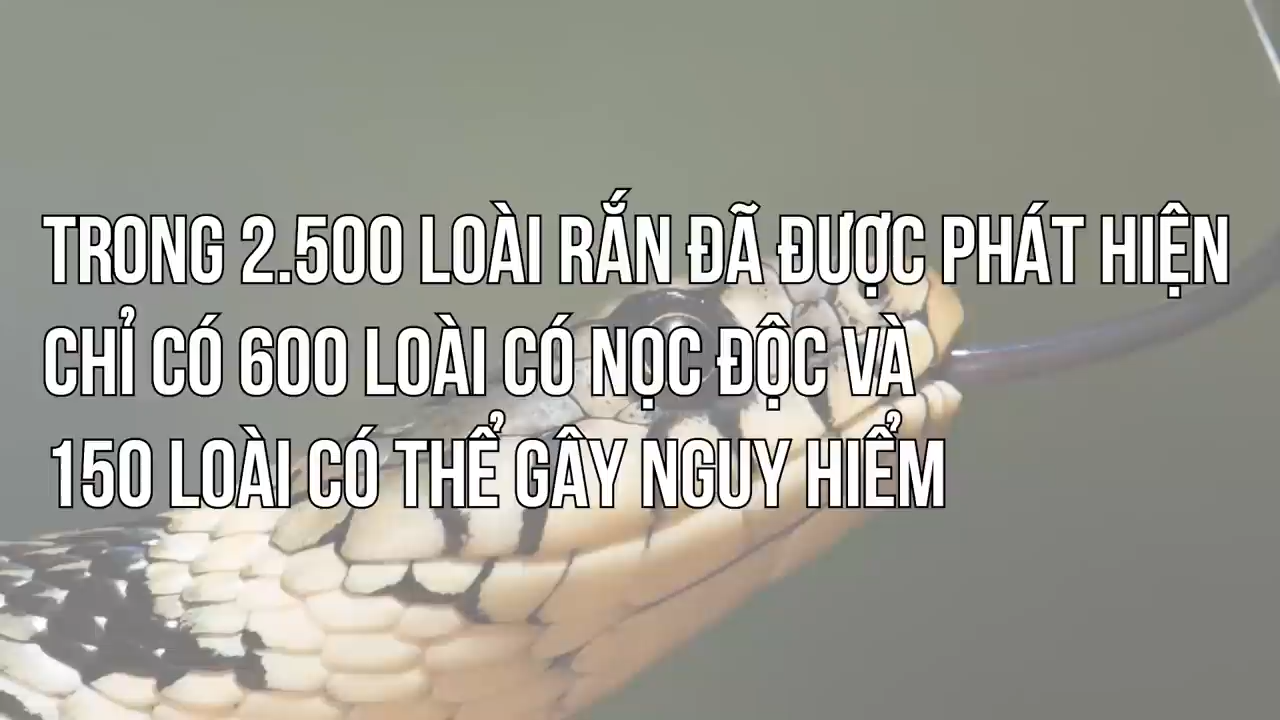 TRONG 2.500 LOÀI RẮN ĐÃ ĐƯỢC PHÁT HIỆN
CHỈ CÓ 600 LOÀI CÓ NỌC ĐỘC VÀ
150 LOÀI CÓ THỂ GÂY NGUY HIỂM